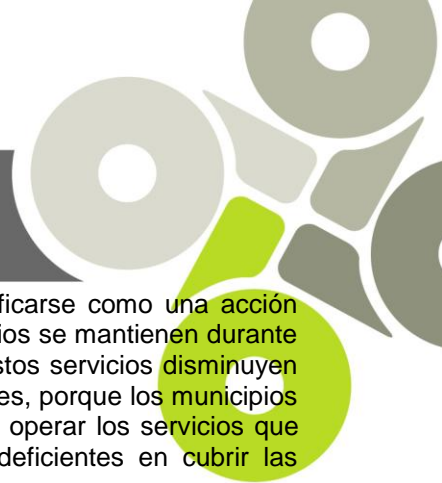 ficarse como una acción
ios se mantienen durante
stos servicios disminuyen
es, porque los municipios
operar los servicios que
deficientes en cubrir las